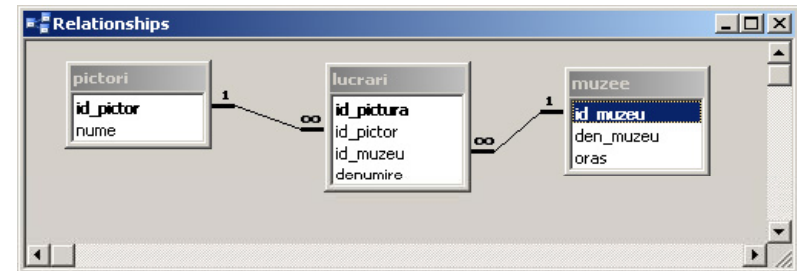 Relationships
pictori
id_pictor
nume
1
∞
lucrari
id_pictura
id_pictor
id_muzeu
denumire
∞
1
muzee
id_muzeu
den_muzeu
oras